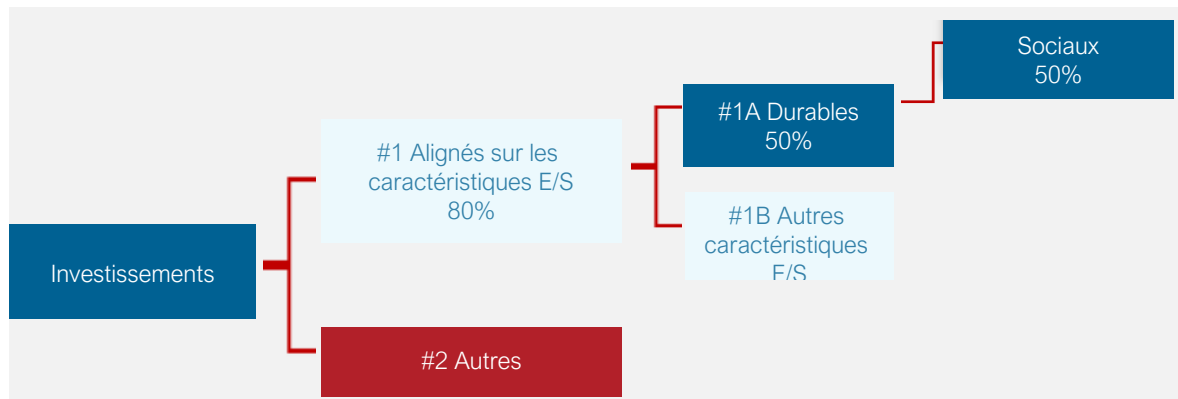 Sociaux
50%
#1A Durables
50%
#1 Alignés sur les
caractéristiques E/S
80%
#1B Autres
caractéristiques
E/S
Investissements
#2 Autres